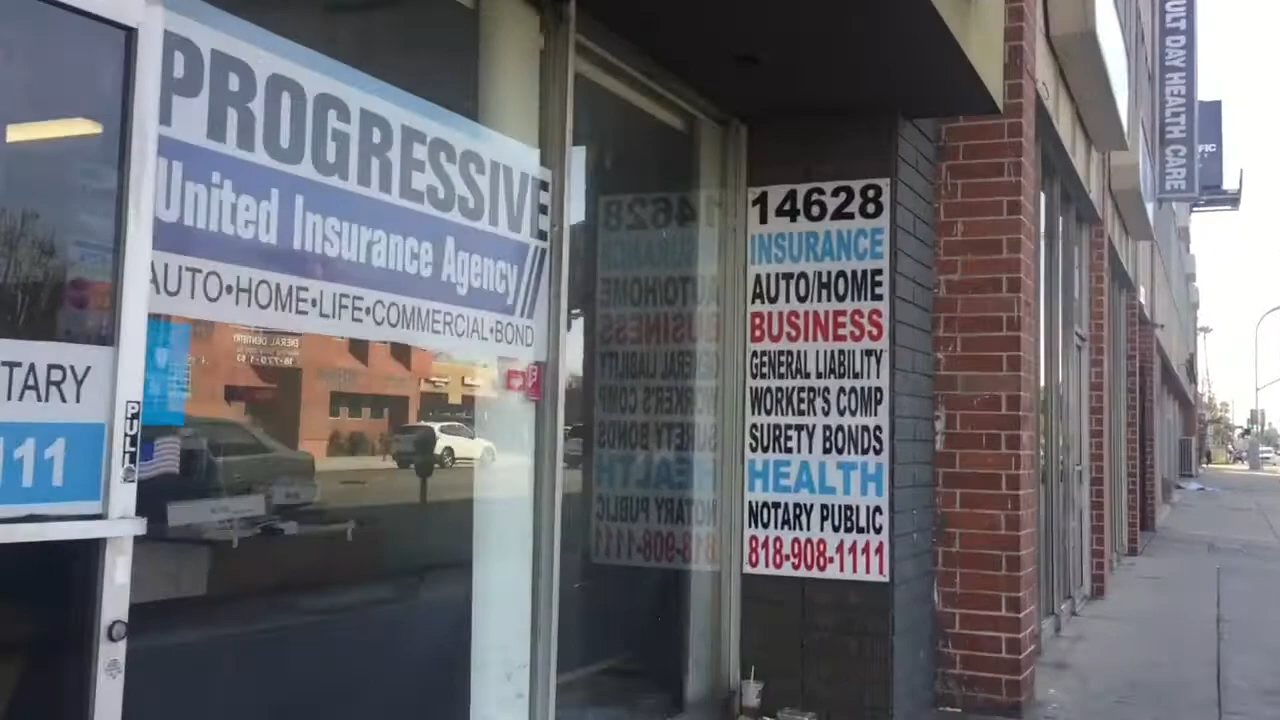 PROGRESSIVE
United Insurance Agency
AUTO•HOME•LIFE•COMMERCIAL•BOND
TARY
111
PULL
14628
INSURANCE
AUTO/HOME
BUSINESS
GENERAL LIABILITY
WORKER'S COMP
SURETY BONDS
HEALTH
NOTARY PUBLIC
818-908-1111
ULT DAY HEALTH CARE
FIC